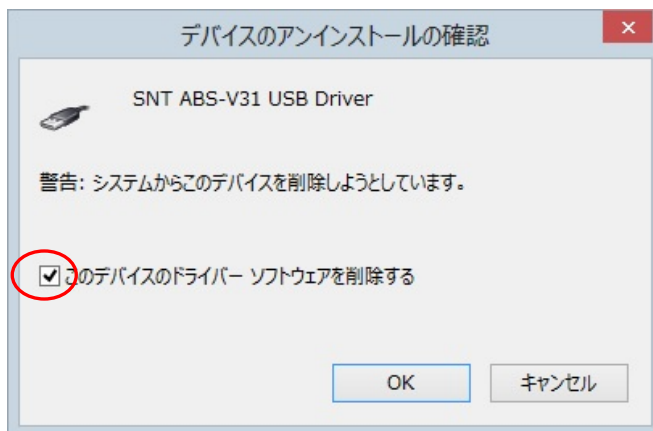 デバイスのアンインストールの確認
SNT ABS-V31 USB Driver
警告: システムからこのデバイスを削除しようとしています。
このデバイスのドライバー ソフトウェアを削除する
OK
キャンセル